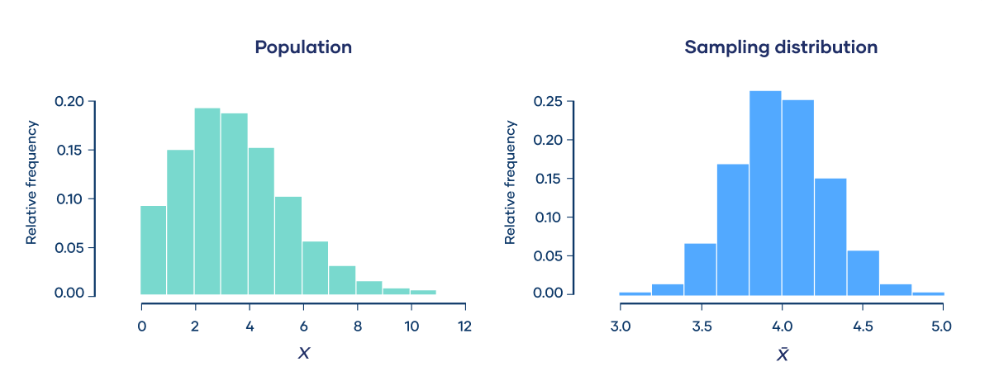 Population
Relative frequency
0.20
0.15
0.10
0.05
0.00
0 2 4 6 8 10 12
X
Sampling distribution
Relative frequency
0.25
0.20
0.15
0.10
0.05
0.00
3.0 3.5 4.0 4.5 5.0
x̄